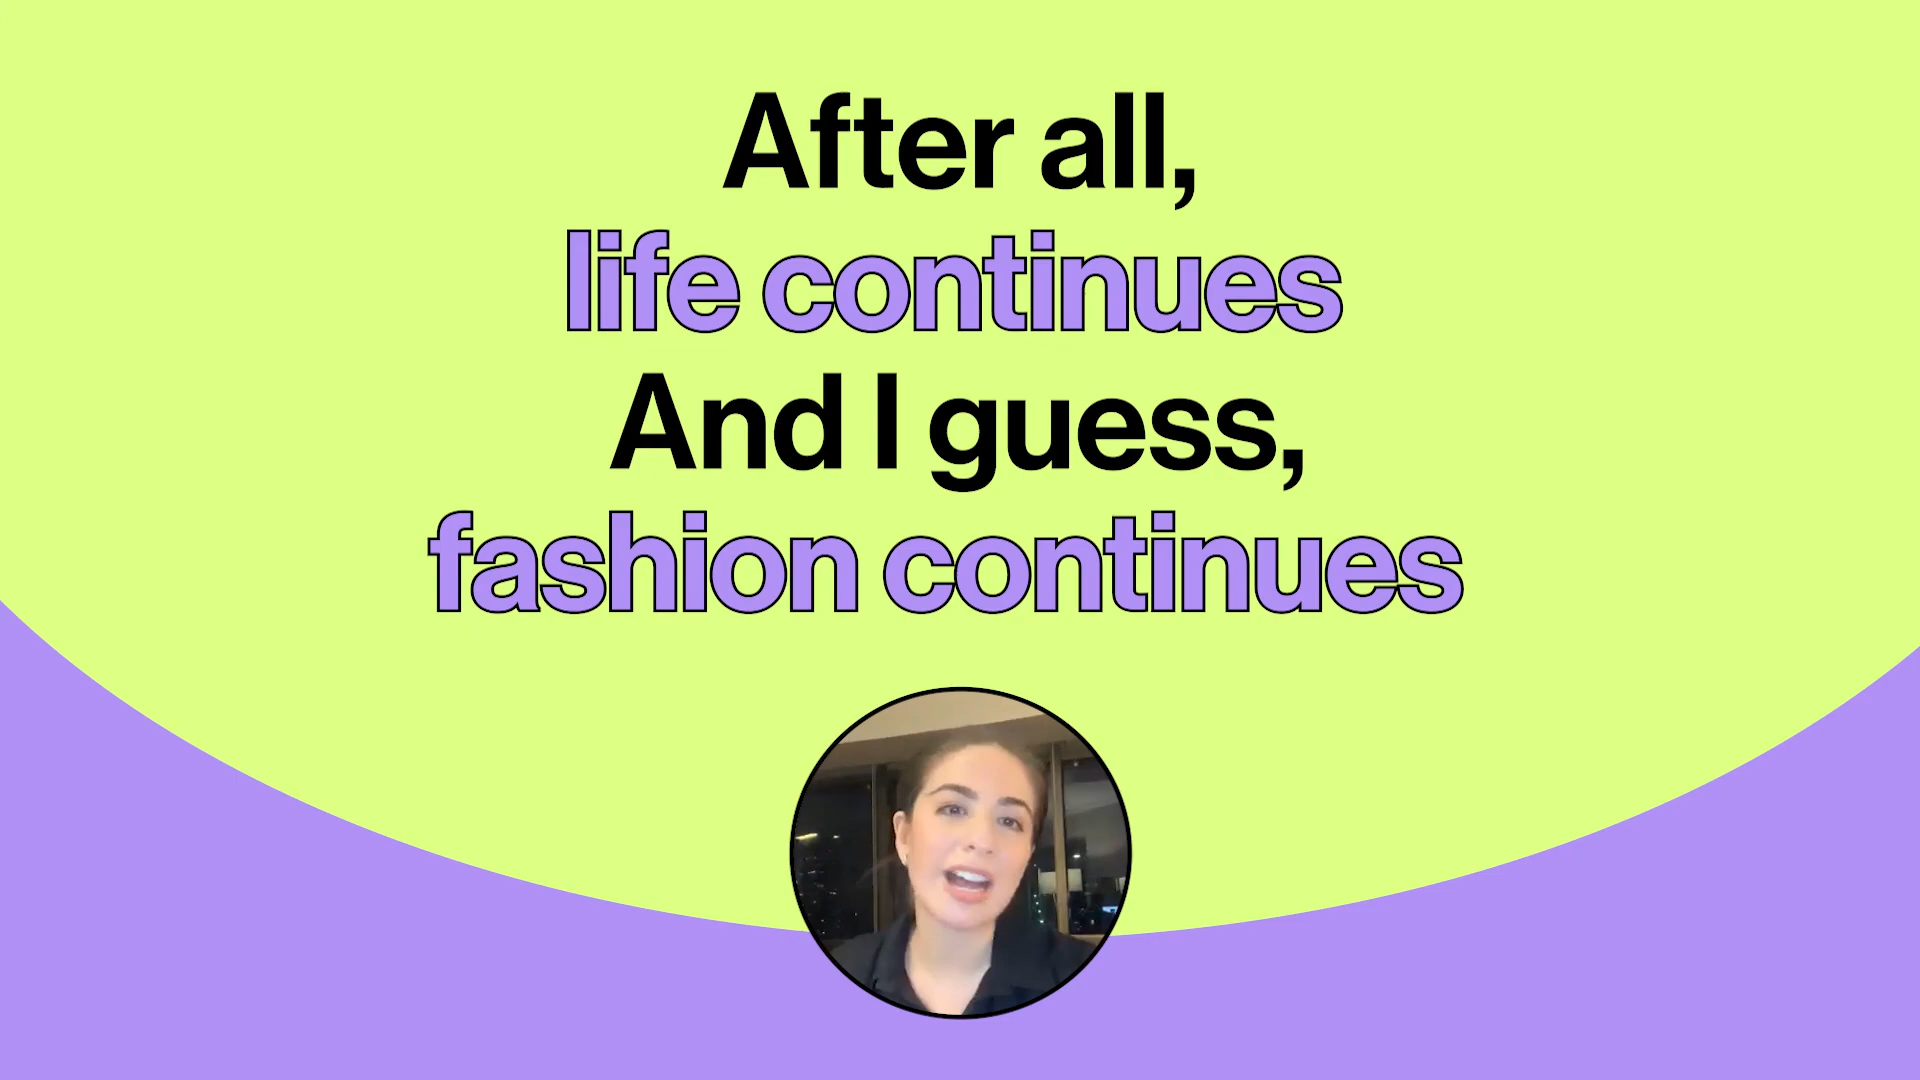 After all,
life continues
And I guess,
fashion continues